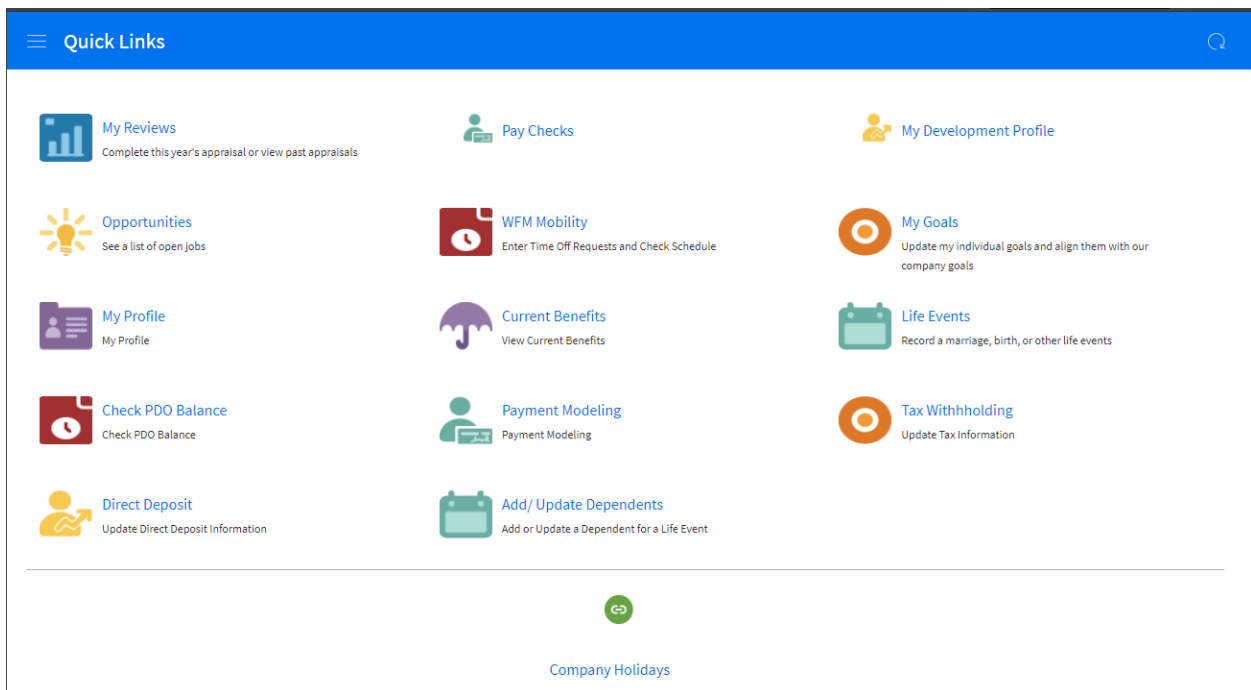 Quick Links
My Reviews
Complete this year's appraisal or view past appraisals
Pay Checks
My Development Profile
Opportunities
See a list of open jobs
WFM Mobility
Enter Time Off Requests and Check Schedule
My Goals
Update my individual goals and align them with our
company goals
My Profile
My Profile
Current Benefits
View Current Benefits
Life Events
Record a marriage, birth, or other life events
Check PDO Balance
Check PDO Balance
Payment Modeling
Payment Modeling
Tax Withhholding
Update Tax Information
Direct Deposit
Update Direct Deposit Information
Add/ Update Dependents
Add or Update a Dependent for a Life Event
Company Holidays